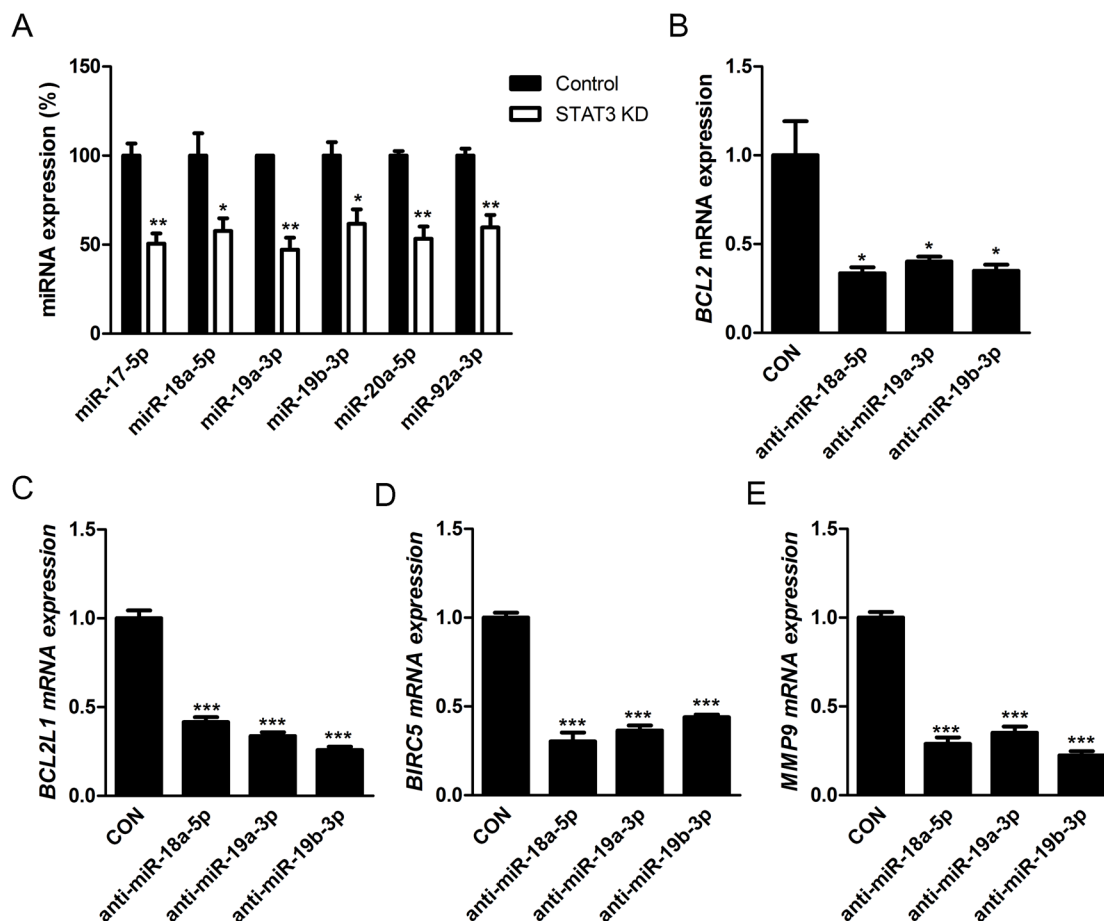 A
miRNA expression (%)
150
100
50
0
** * ** * ** **
miR-17-5p
mirR-18a-5p
miR-19a-3p
miR-19b-3p
miR-20a-5p
miR-92a-3p
Control
STAT3 KD
B
BCL2 mRNA expression
1.5
1.0
0.5
0.0
* * *
CON
anti-miR-18a-5p
anti-miR-19a-3p
anti-miR-19b-3p
C
BCL2L1 mRNA expression
1.5
1.0
0.5
0.0
*** *** ***
CON
anti-miR-18a-5p
anti-miR-19a-3p
anti-miR-19b-3p
D
BIRC5 mRNA expression
1.5
1.0
0.5
0.0
*** *** ***
CON
anti-miR-18a-5p
anti-miR-19a-3p
anti-miR-19b-3p
E
MMP9 mRNA expression
1.5
1.0
0.5
0.0
*** *** ***
CON
anti-miR-18a-5p
anti-miR-19a-3p
anti-miR-19b-3p